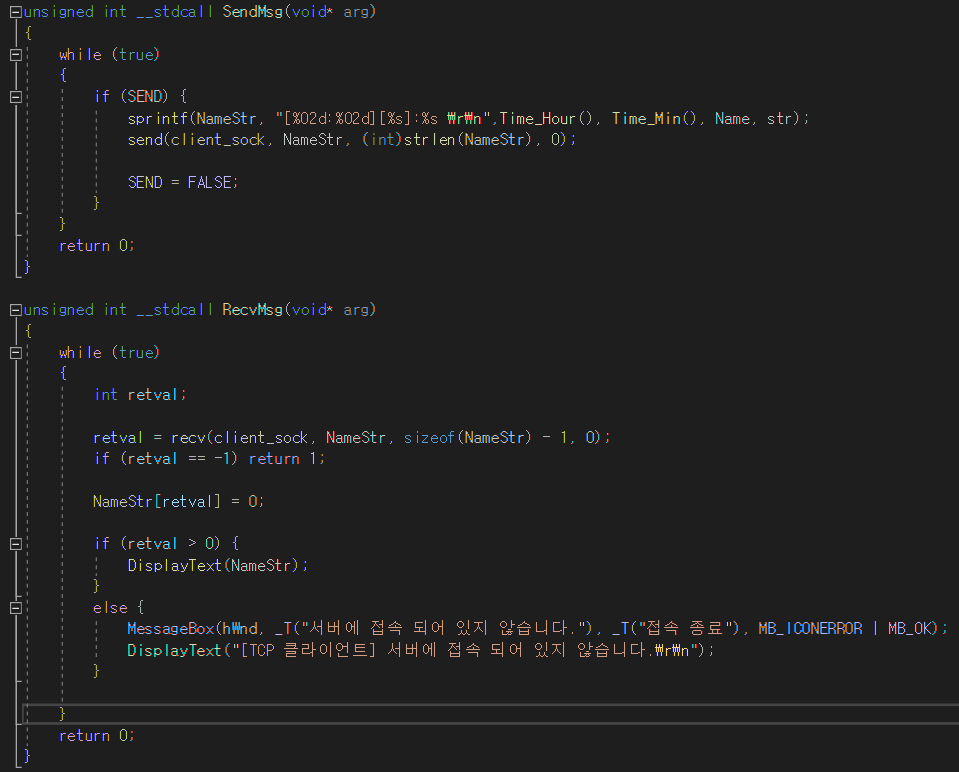 unsigned int __stdcall SendMsg(void* arg)
{
while (true)
{
if (SEND) {
sprintf(NameStr, "[%02d:%02d][%s]:%s ₩r₩n",Time_Hour(), Time_Min(), Name, str);
send(client_sock, NameStr, (int)strlen(NameStr), 0);
SEND = FALSE;
}
}
return 0;
}
unsigned int __stdcall RecvMsg(void* arg)
{
while (true)
{
int retval;
retval = recv(client_sock, NameStr, sizeof(NameStr) - 1, 0);
if (retval == -1) return 1;
NameStr[retval] = 0;
if (retval > 0) {
DisplayText(NameStr);
}
else {
MessageBox(h₩nd, _T("서버에 접속 되어 있지 않습니다."), _T("접속 종료"), MB_ICONERROR | MB_OK);
DisplayText("[TCP 클라이언트] 서버에 접속 되어 있지 않습니다.₩r₩n");
}
}
return 0;
}